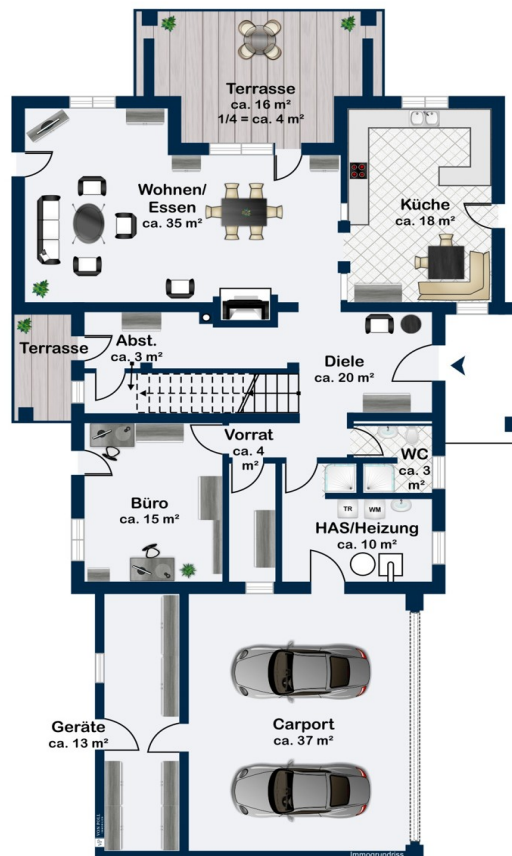 Terrasse
ca. 16 m²
1/4 = ca. 4 m²
Wohnen/
Essen
ca. 35 m²
Küche
ca. 18 m²
Terrasse
Abst.
ca. 3 m²
Diele
ca. 20 m²
Vorrat
ca. 4
m²
WC
ca. 3
m²
Büro
ca. 15 m²
TR
WM
HAS/Heizung
ca. 10 m²
Geräte
ca. 13 m²
Carport
ca. 37 m²
Immogrundriss